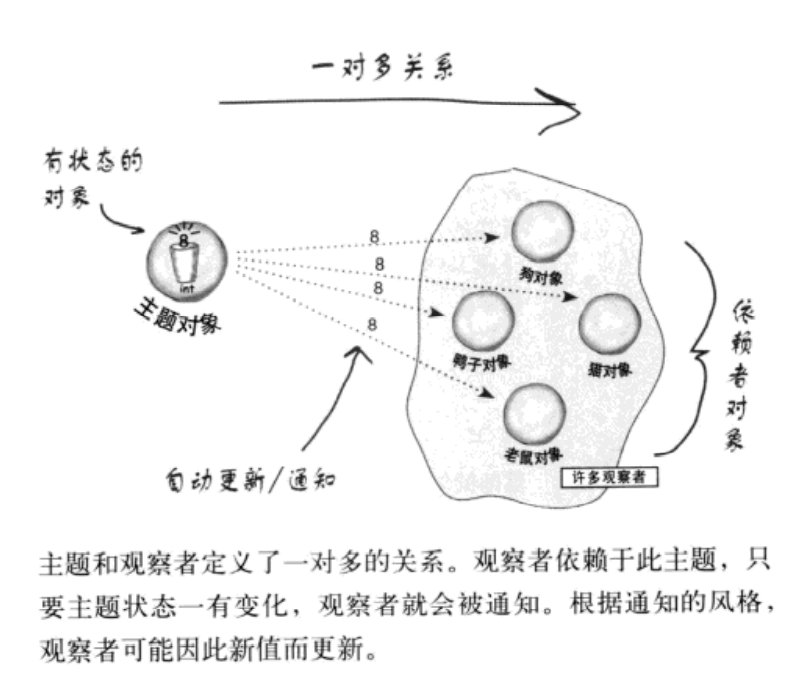 一对多关系
有状态的
对象
8
int
主题对象
8
8
8
8
狗对象
鸭子对象
猫对象
老鼠对象
许多观察者
依赖者对象
自动更新/通知
主题和观察者定义了一对多的关系。观察者依赖于此主题，只
要主题状态一有变化，观察者就会被通知。根据通知的风格，
观察者可能因此新值而更新。